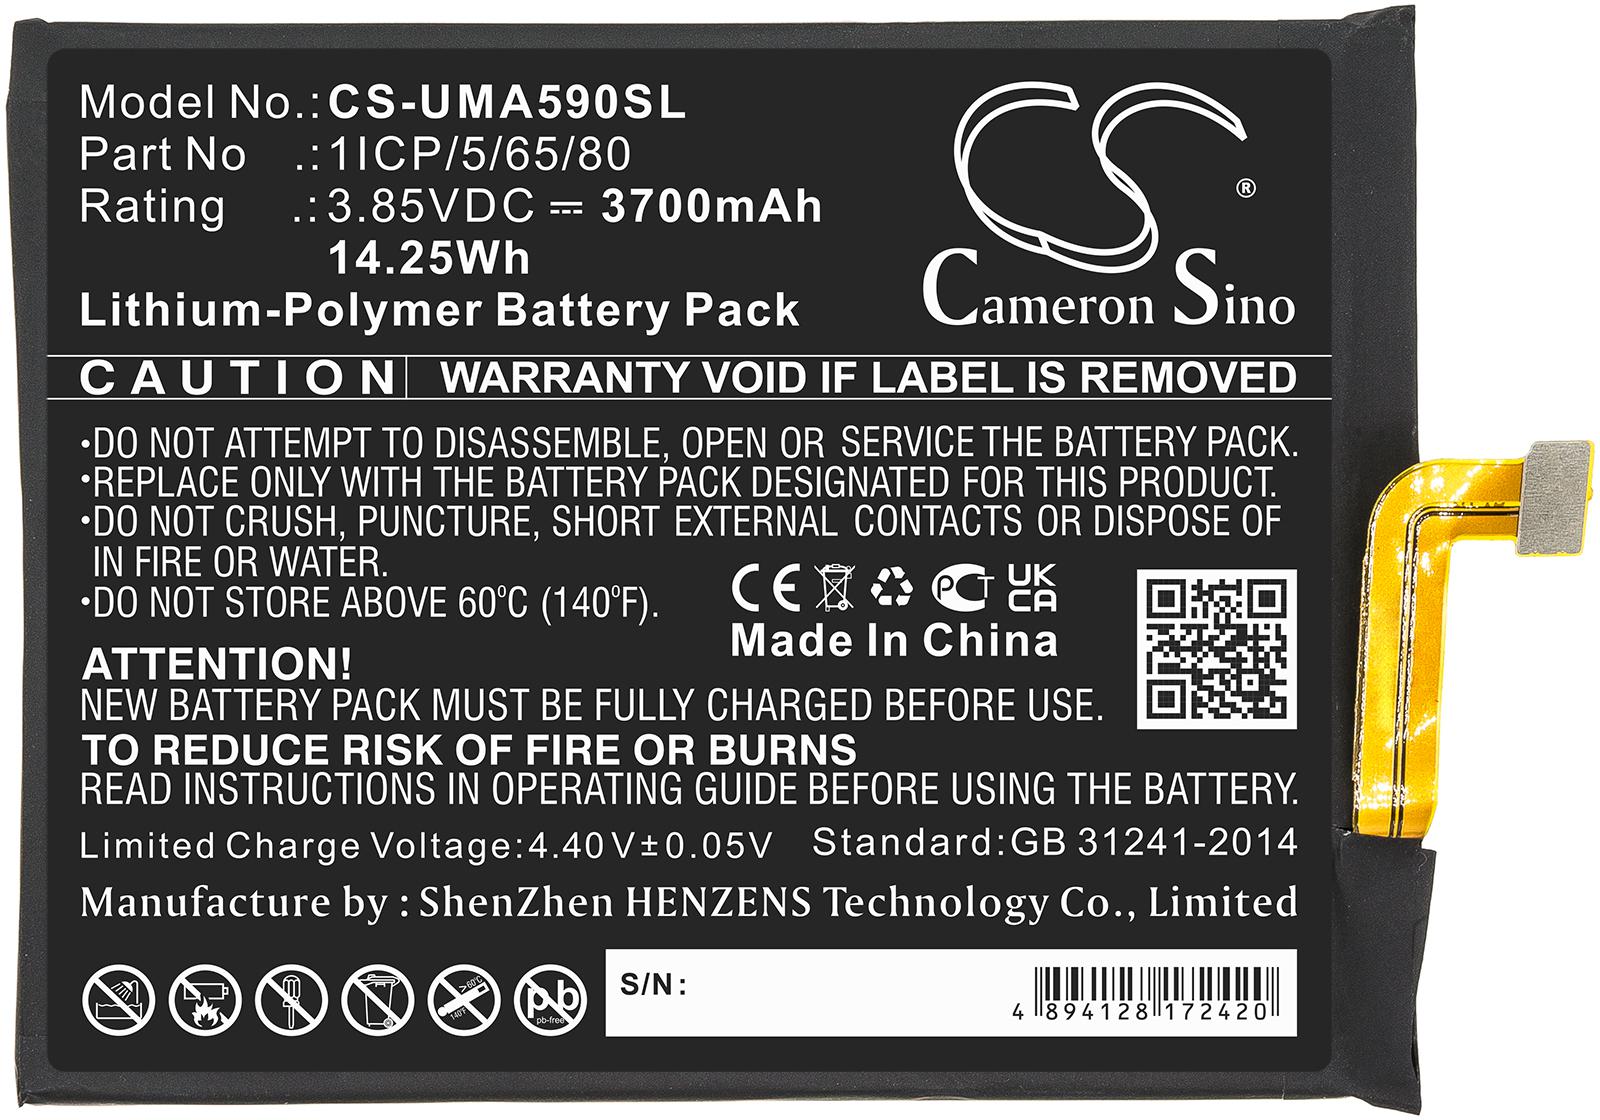 Model No.: CS-UMA590SL
Part No .: 1ICP/5/65/80
Rating .: 3.85VDC ⎓ 3700mAh
14.25Wh
Lithium-Polymer Battery Pack
Cameron Sino ®
CAUTION WARRANTY VOID IF LABEL IS REMOVED
•DO NOT ATTEMPT TO DISASSEMBLE, OPEN OR SERVICE THE BATTERY PACK.
•REPLACE ONLY WITH THE BATTERY PACK DESIGNATED FOR THIS PRODUCT.
•DO NOT CRUSH, PUNCTURE, SHORT EXTERNAL CONTACTS OR DISPOSE OF
IN FIRE OR WATER.
•DO NOT STORE ABOVE 60°C (140°F).
CE PCT UK
CA
Made In China
ATTENTION!
NEW BATTERY PACK MUST BE FULLY CHARGED BEFORE USE.
TO REDUCE RISK OF FIRE OR BURNS
READ INSTRUCTIONS IN OPERATING GUIDE BEFORE USING THE BATTERY.
Limited Charge Voltage:4.40V±0.05V Standard:GB 31241-2014
Manufacture by : ShenZhen HENZENS Technology Co., Limited
>60°C
140°F
pb
pb-free
S/N:
4 894128 172420